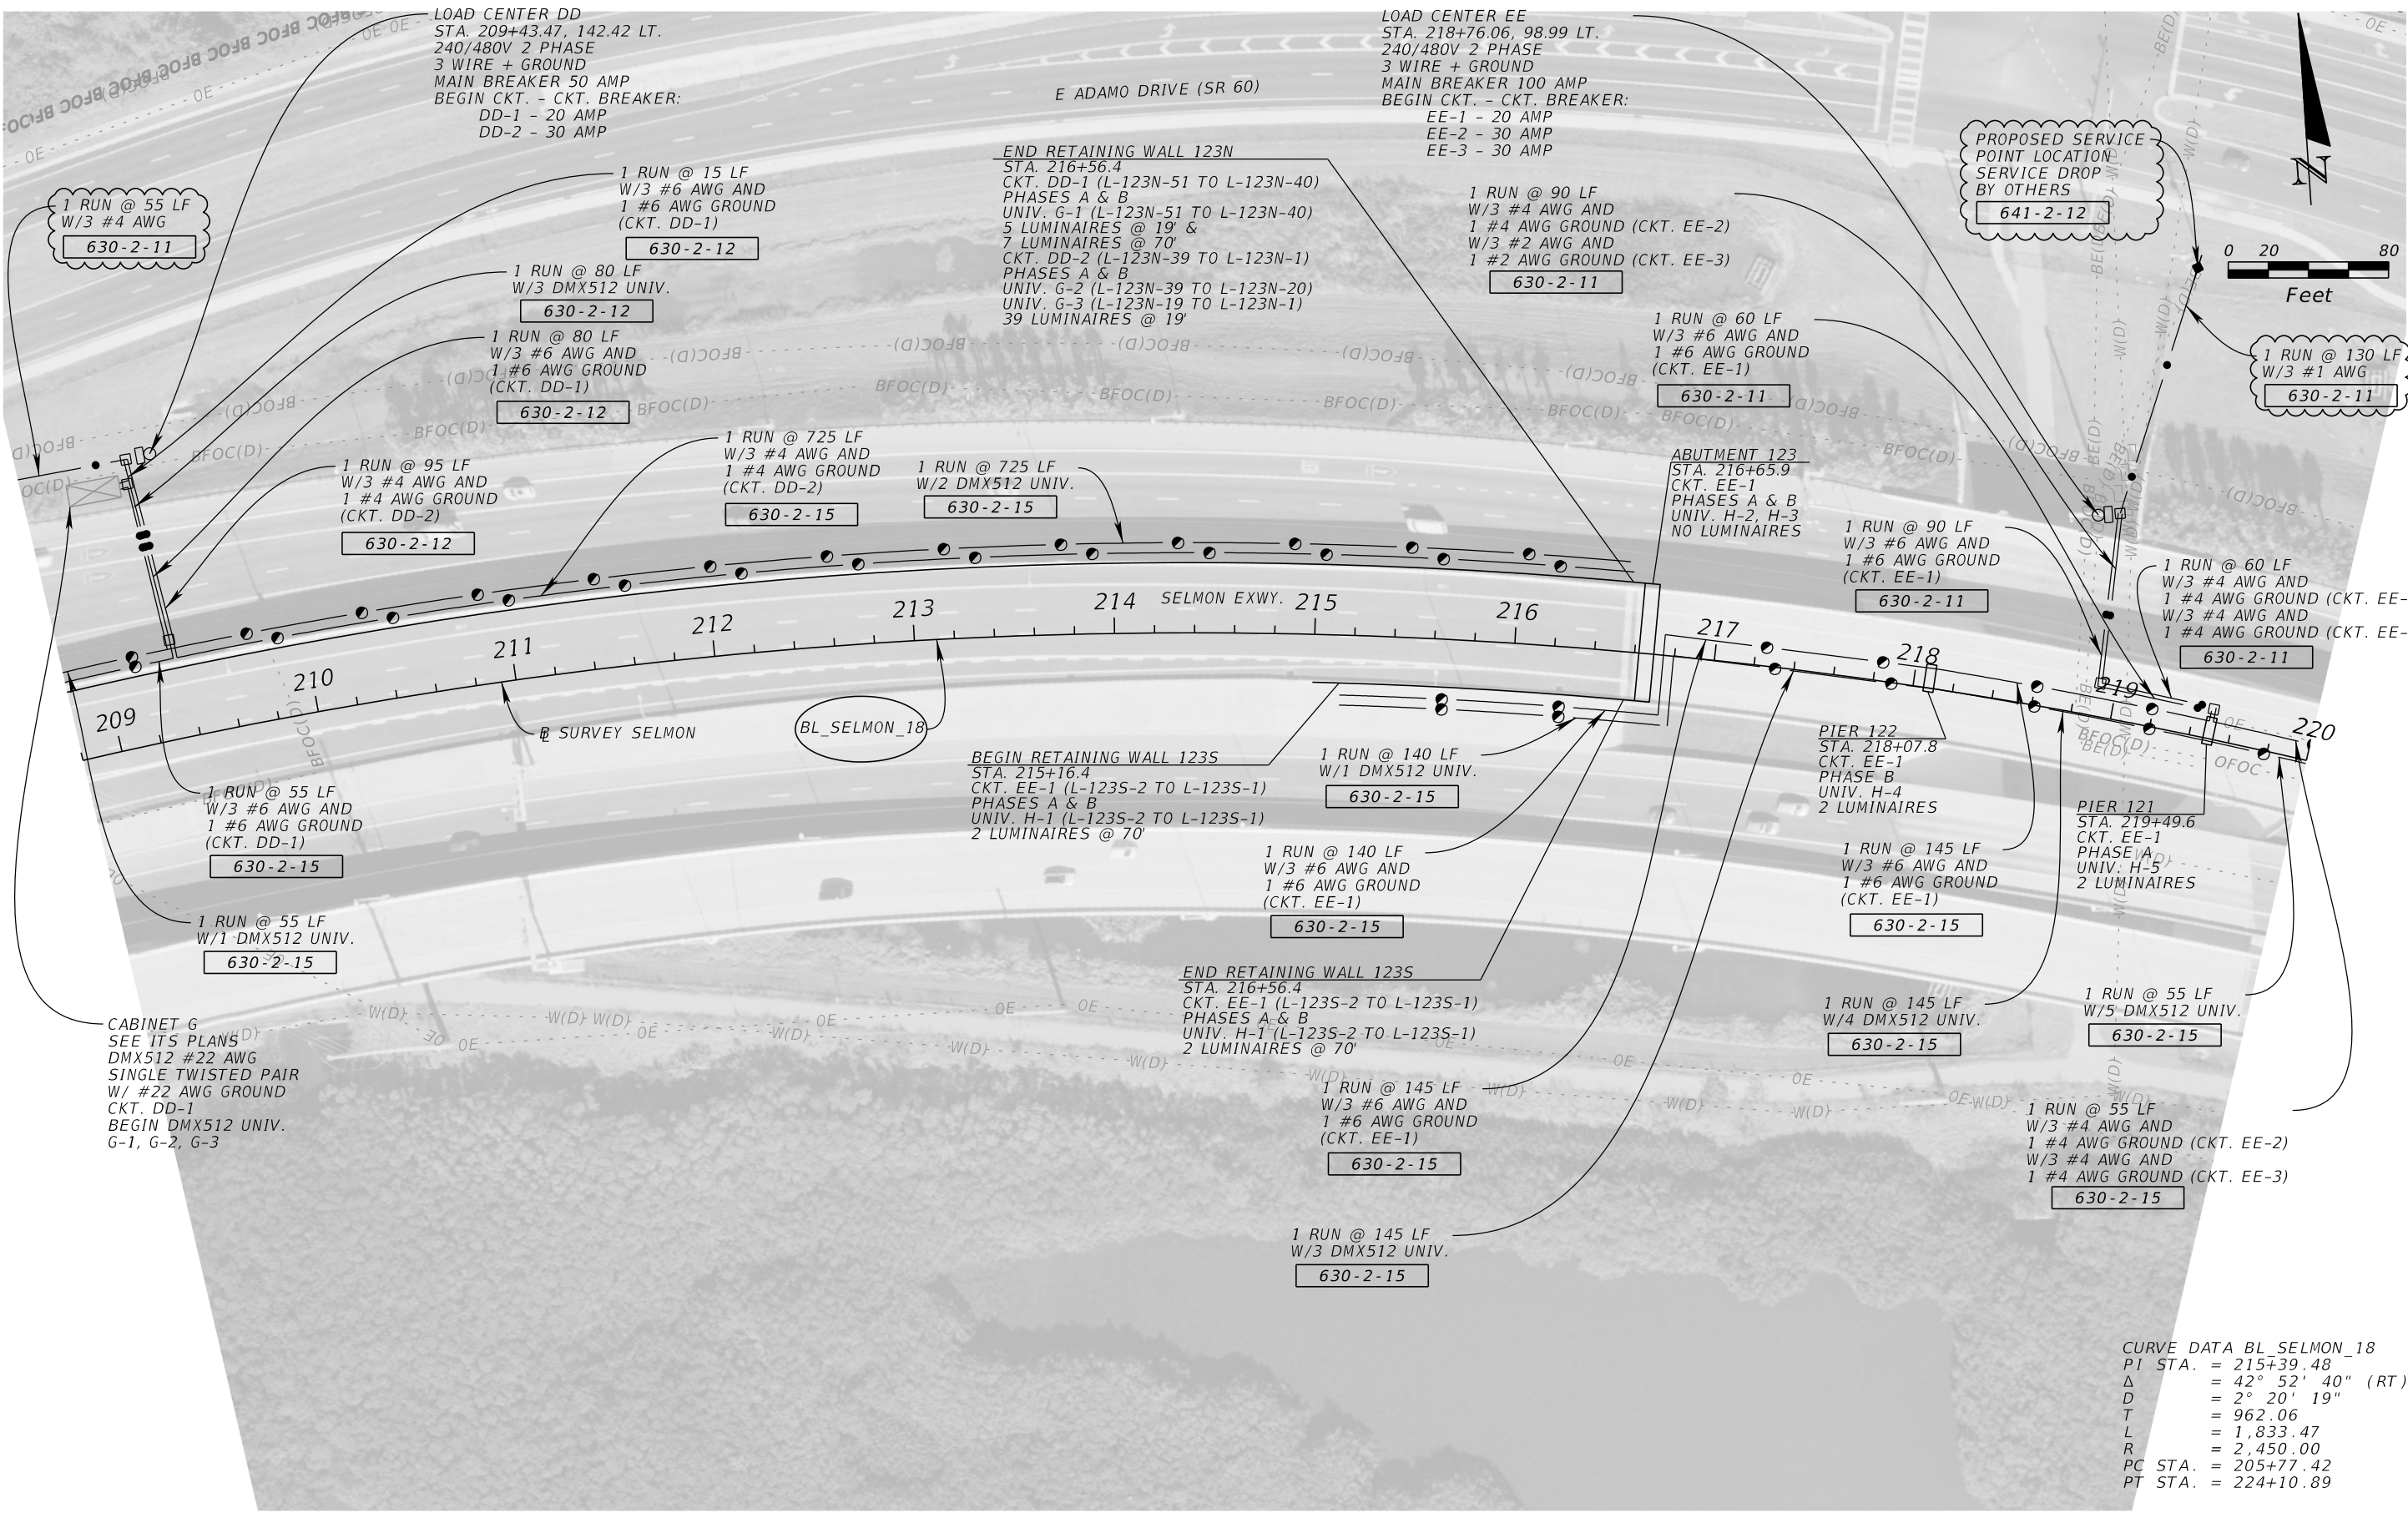 LOAD CENTER DD
STA. 209+43.47, 142.42 LT.
240/480V 2 PHASE
3 WIRE + GROUND
MAIN BREAKER 50 AMP
BEGIN CKT. - CKT. BREAKER:
DD-1 - 20 AMP
DD-2 - 30 AMP
E ADAMO DRIVE (SR 60)
LOAD CENTER EE
STA. 218+76.06, 98.99 LT.
240/480V 2 PHASE
3 WIRE + GROUND
MAIN BREAKER 100 AMP
BEGIN CKT. - CKT. BREAKER:
EE-1 - 20 AMP
EE-2 - 30 AMP
EE-3 - 30 AMP
PROPOSED SERVICE
POINT LOCATION
SERVICE DROP
BY OTHERS
641-2-12
N
0 20 80
Feet
1 RUN @ 55 LF
W/3 #4 AWG
630-2-11
1 RUN @ 15 LF
W/3 #6 AWG AND
1 #6 AWG GROUND
(CKT. DD-1)
630-2-12
1 RUN @ 80 LF
W/3 DMX512 UNIV.
630-2-12
1 RUN @ 80 LF
W/3 #6 AWG AND
1 #6 AWG GROUND
(CKT. DD-1)
630-2-12
END RETAINING WALL 123N
STA. 216+56.4
CKT. DD-1 (L-123N-51 TO L-123N-40)
PHASES A & B
UNIV. G-1 (L-123N-51 TO L-123N-40)
5 LUMINAIRES @ 19' &
7 LUMINAIRES @ 70'
CKT. DD-2 (L-123N-39 TO L-123N-1)
PHASES A & B
UNIV. G-2 (L-123N-39 TO L-123N-20)
UNIV. G-3 (L-123N-19 TO L-123N-1)
39 LUMINAIRES @ 19'
1 RUN @ 90 LF
W/3 #4 AWG AND
1 #4 AWG GROUND (CKT. EE-2)
W/3 #2 AWG AND
1 #2 AWG GROUND (CKT. EE-3)
630-2-11
1 RUN @ 60 LF
W/3 #6 AWG AND
1 #6 AWG GROUND
(CKT. EE-1)
630-2-11
1 RUN @ 130 LF
W/3 #1 AWG
630-2-11
1 RUN @ 95 LF
W/3 #4 AWG AND
1 #4 AWG GROUND
(CKT. DD-2)
630-2-12
1 RUN @ 725 LF
W/3 #4 AWG AND
1 #4 AWG GROUND
(CKT. DD-2)
630-2-15
1 RUN @ 725 LF
W/2 DMX512 UNIV.
630-2-15
ABUTMENT 123
STA. 216+65.9
CKT. EE-1
PHASES A & B
UNIV. H-2, H-3
NO LUMINAIRES
1 RUN @ 90 LF
W/3 #6 AWG AND
1 #6 AWG GROUND
(CKT. EE-1)
630-2-11
1 RUN @ 60 LF
W/3 #4 AWG AND
1 #4 AWG GROUND (CKT. EE-
W/3 #4 AWG AND
1 #4 AWG GROUND (CKT. EE-
630-2-11
209 210 211 212 213 214 215 216 217 218 219 220
SELMON EXWY.
BL SURVEY SELMON
BL_SELMON_18
1 RUN @ 55 LF
W/3 #6 AWG AND
1 #6 AWG GROUND
(CKT. DD-1)
630-2-15
1 RUN @ 55 LF
W/1 DMX512 UNIV.
630-2-15
CABINET G
SEE ITS PLANS
DMX512 #22 AWG
SINGLE TWISTED PAIR
W/ #22 AWG GROUND
CKT. DD-1
BEGIN DMX512 UNIV.
G-1, G-2, G-3
BEGIN RETAINING WALL 123S
STA. 215+16.4
CKT. EE-1 (L-123S-2 TO L-123S-1)
PHASES A & B
UNIV. H-1 (L-123S-2 TO L-123S-1)
2 LUMINAIRES @ 70'
1 RUN @ 140 LF
W/1 DMX512 UNIV.
630-2-15
1 RUN @ 140 LF
W/3 #6 AWG AND
1 #6 AWG GROUND
(CKT. EE-1)
630-2-15
END RETAINING WALL 123S
STA. 216+56.4
CKT. EE-1 (L-123S-2 TO L-123S-1)
PHASES A & B
UNIV. H-1 (L-123S-2 TO L-123S-1)
2 LUMINAIRES @ 70'
1 RUN @ 145 LF
W/3 #6 AWG AND
1 #6 AWG GROUND
(CKT. EE-1)
630-2-15
1 RUN @ 145 LF
W/3 DMX512 UNIV.
630-2-15
PIER 122
STA. 218+07.8
CKT. EE-1
PHASE B
UNIV. H-4
2 LUMINAIRES
1 RUN @ 145 LF
W/3 #6 AWG AND
1 #6 AWG GROUND
(CKT. EE-1)
630-2-15
PIER 121
STA. 219+49.6
CKT. EE-1
PHASE A
UNIV. H-5
2 LUMINAIRES
1 RUN @ 145 LF
W/4 DMX512 UNIV.
630-2-15
1 RUN @ 55 LF
W/5 DMX512 UNIV.
630-2-15
1 RUN @ 55 LF
W/3 #4 AWG AND
1 #4 AWG GROUND (CKT. EE-2)
W/3 #4 AWG AND
1 #4 AWG GROUND (CKT. EE-3)
630-2-15
CURVE DATA BL_SELMON_18
PI STA. = 215+39.48
Δ = 42° 52' 40" (RT)
D = 2° 20' 19"
T = 962.06
L = 1,833.47
R = 2,450.00
PC STA. = 205+77.42
PT STA. = 224+10.89